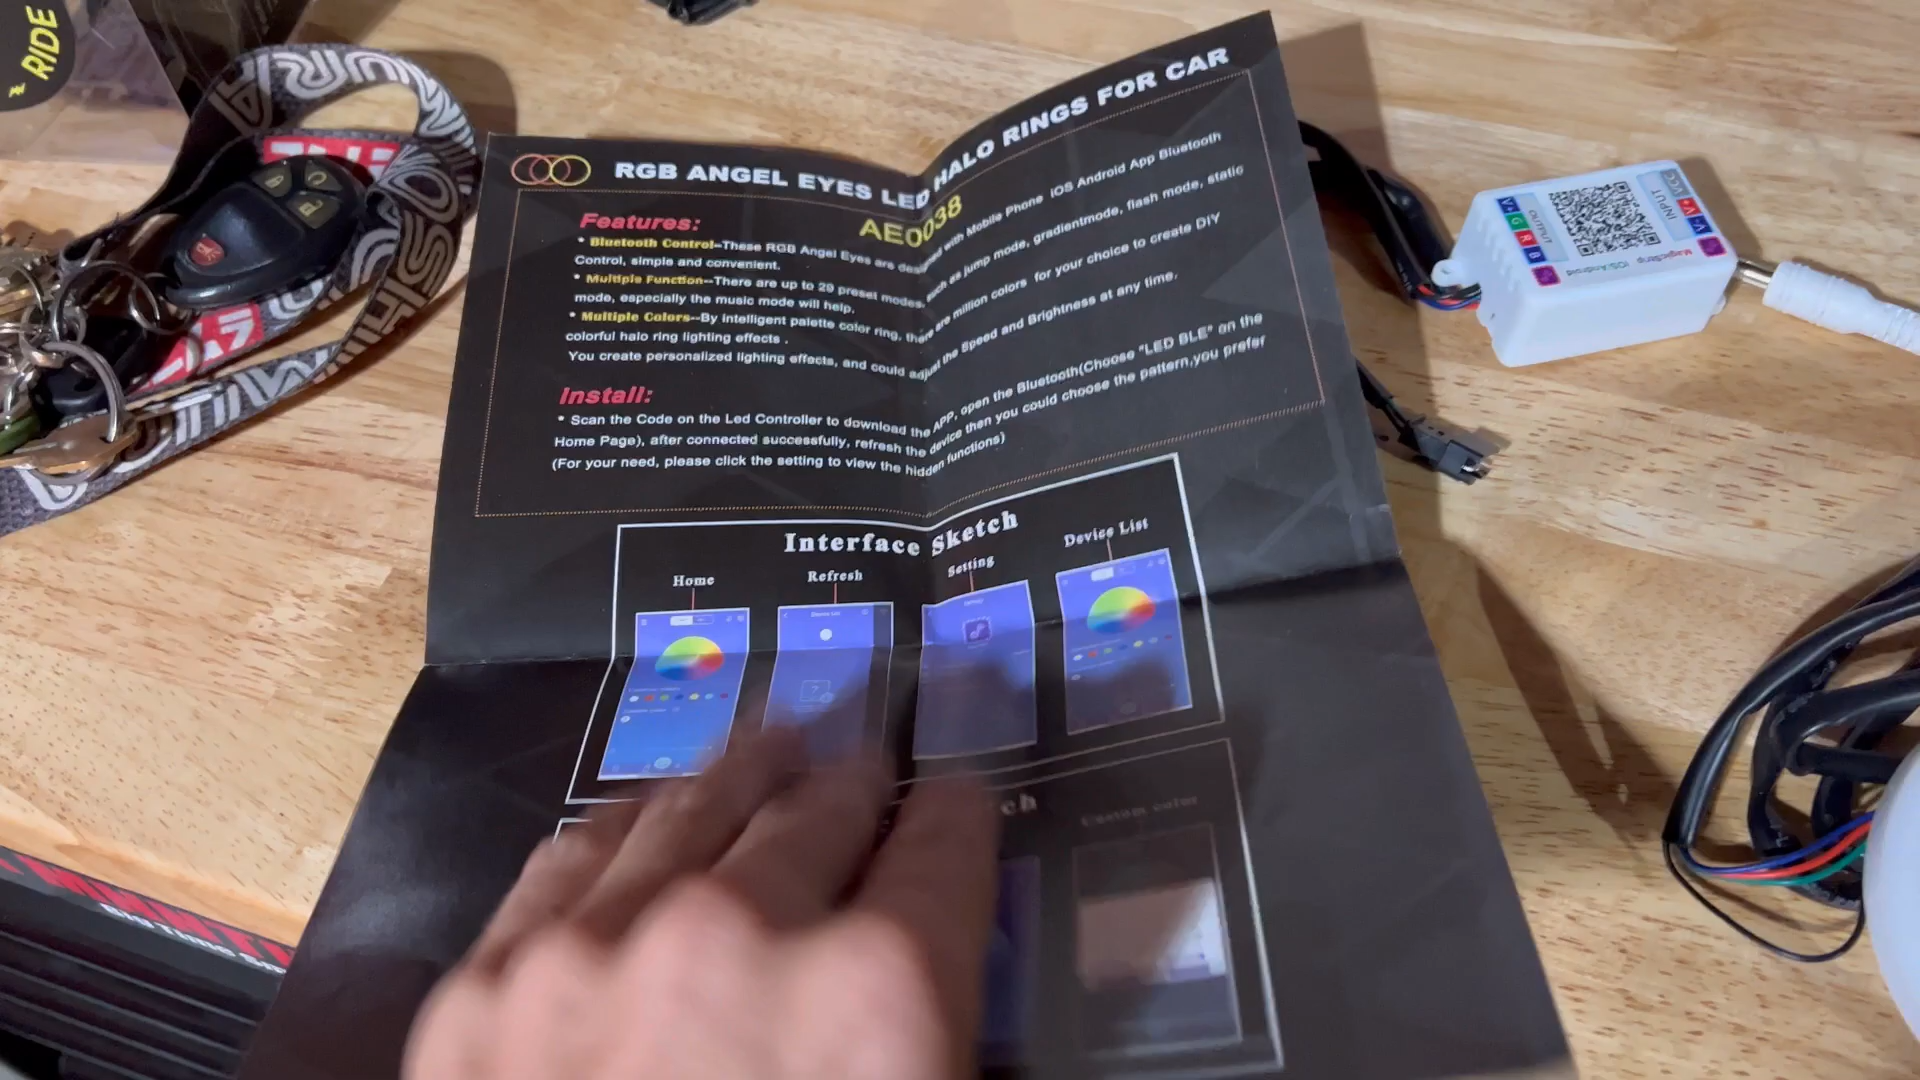 RIDE
RGB ANGEL EYES LED HALO RINGS FOR CAR
AE0038
Features:
• Bluetooth Control--These RGB Angel Eyes are designed with Mobile Phone iOS Android App Bluetooth
Control, simple and convenient.
• Multiple Function--There are up to 29 preset modes, such as jump mode, gradientmode, flash mode, static
mode, especially the music mode will help.
• Multiple Colors--By intelligent palette color ring, there are million colors for your choice to create DIY
colorful halo ring lighting effects .
You create personalized lighting effects, and could adjust the Speed and Brightness at any time.
Install:
• Scan the Code on the Led Controller to download the APP, open the Bluetooth(Choose "LED BLE" on the
Home Page), after connected successfully, refresh the device then you could choose the pattern,you prefer
(For your need, please click the setting to view the hidden functions)
Interface Sketch
Home
Refresh
Setting
Device List
Custom color
VCC
INPUT
V+
V-
OUTPUT
V+
G
R
B
iOS/Android
MagicStrip